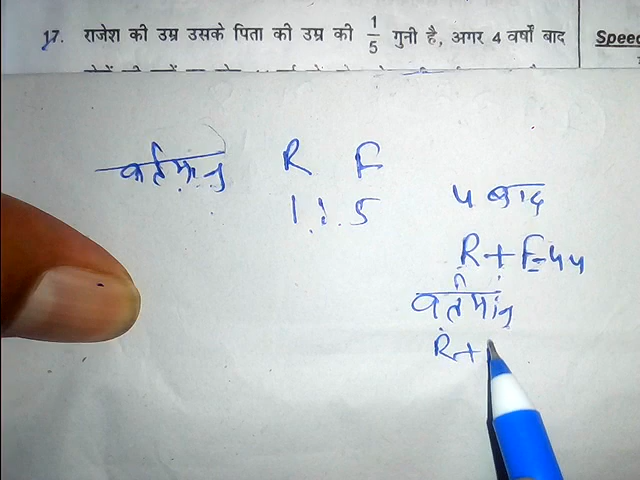 17. राजेश की उम्र उसके पिता की उम्र की 1/5 गुनी है, अगर 4 वर्षों बाद
Speed
वर्तमान R F
1 : 5
4 बाद
R + F = 44
वर्तमान
R +